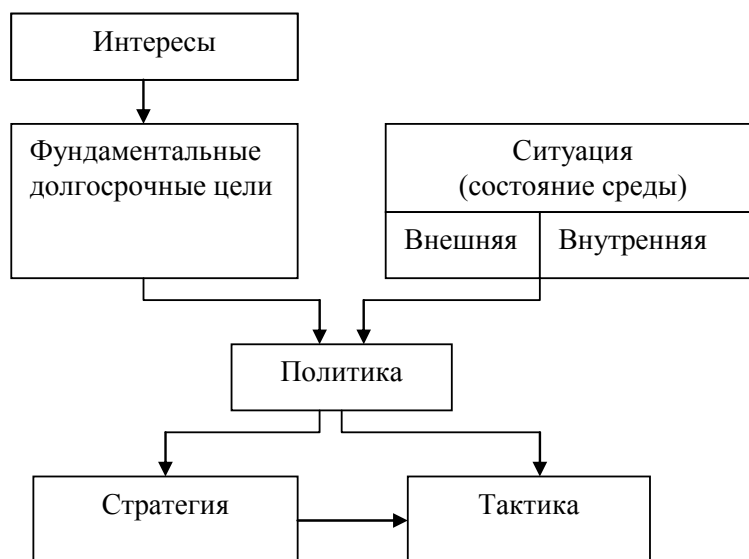 Интересы
Фундаментальные
долгосрочные цели
Ситуация
(состояние среды)
Внешняя
Внутренняя
Политика
Стратегия
Тактика